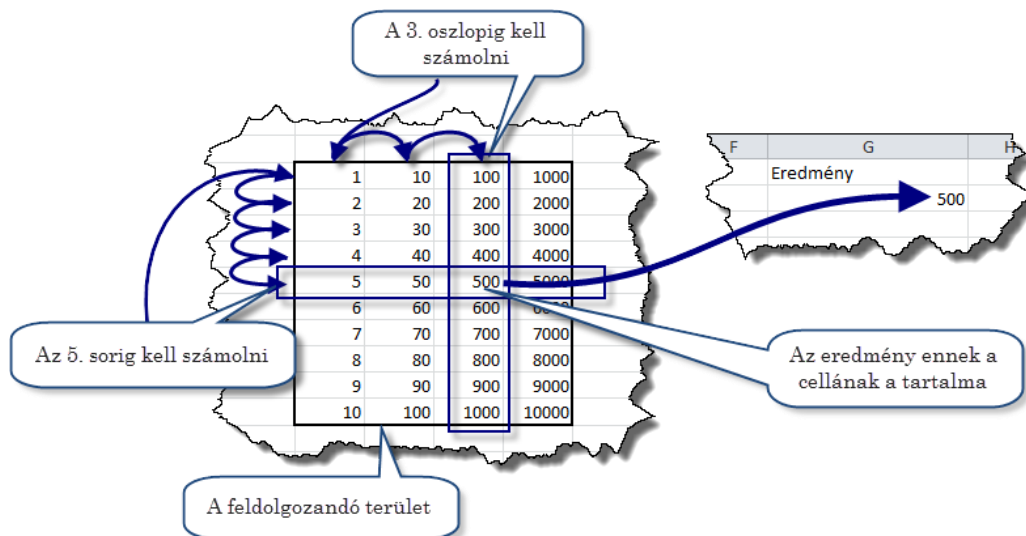 A 3. oszlopig kell
számolni
F G H
Eredmény
500
1 10 100 1000
2 20 200 2000
3 30 300 3000
4 40 400 4000
5 50 500 5000
6 60 600 6000
7 70 700 7000
8 80 800 8000
9 90 900 9000
10 100 1000 10000
Az 5. sorig kell számolni
Az eredmény ennek a
cellának a tartalma
A feldolgozandó terület